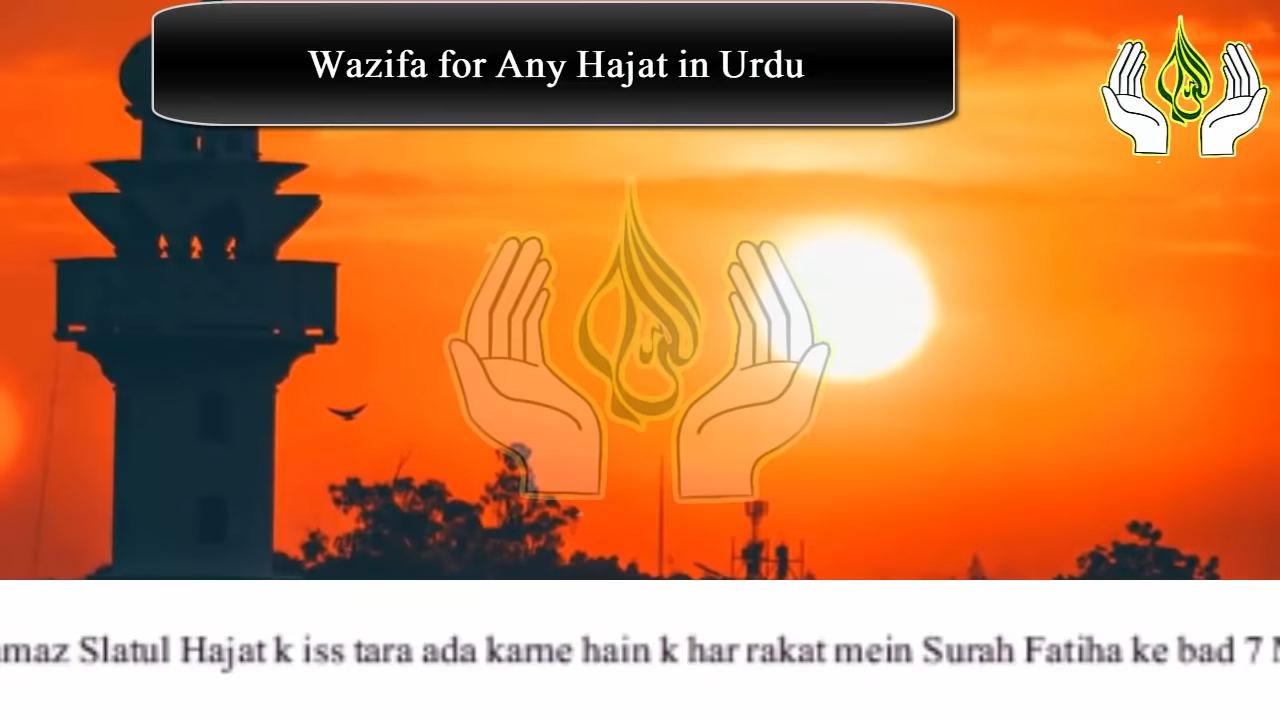 Wazifa for Any Hajat in Urdu
Slatul Hajat k iss tara ada karne hain k har rakat mein Surah Fatiha ke bad 7